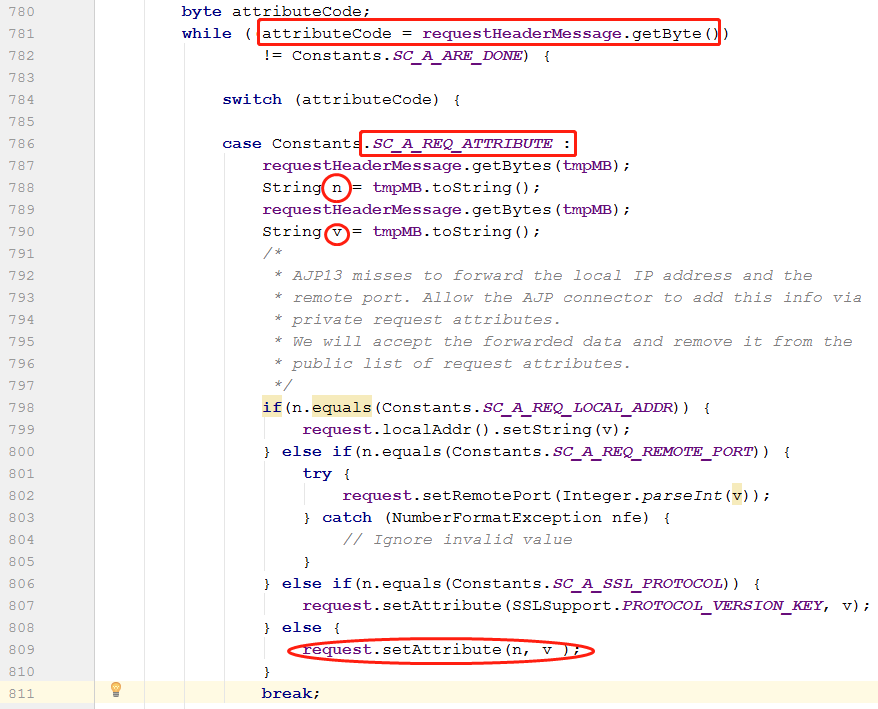 780 byte attributeCode;
781 while ((attributeCode = requestHeaderMessage.getByte())
782 != Constants.SC_A_ARE_DONE) {
783
784 switch (attributeCode) {
785
786 case Constants.SC_A_REQ_ATTRIBUTE :
787 requestHeaderMessage.getBytes(tmpMB);
788 String n = tmpMB.toString();
789 requestHeaderMessage.getBytes(tmpMB);
790 String v = tmpMB.toString();
791 /*
792 * AJP13 misses to forward the local IP address and the
793 * remote port. Allow the AJP connector to add this info via
794 * private request attributes.
795 * We will accept the forwarded data and remove it from the
796 * public list of request attributes.
797 */
798 if(n.equals(Constants.SC_A_REQ_LOCAL_ADDR)) {
799 request.localAddr().setString(v);
800 } else if(n.equals(Constants.SC_A_REQ_REMOTE_PORT)) {
801 try {
802 request.setRemotePort(Integer.parseInt(v));
803 } catch (NumberFormatException nfe) {
804 // Ignore invalid value
805 }
806 } else if(n.equals(Constants.SC_A_SSL_PROTOCOL)) {
807 request.setAttribute(SSLSupport.PROTOCOL_VERSION_KEY, v);
808 } else {
809 request.setAttribute(n, v );
810 }
811 break;